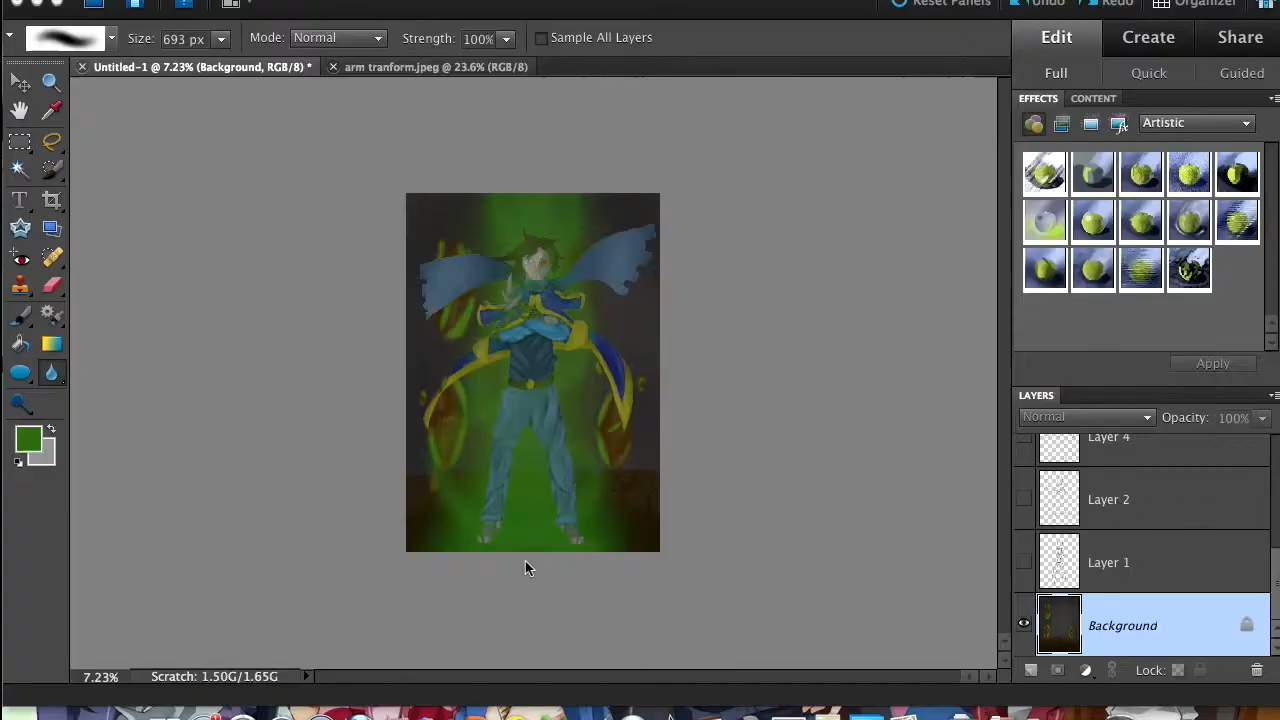 Reset Panels Undo Redo Organizer
Size: 693 px Mode: Normal Strength: 100% Sample All Layers
Edit Create Share
Untitled-1 @ 7.23% (Background, RGB/8) * arm tranform.jpeg @ 23.6% (RGB/8)
Full Quick Guided
EFFECTS CONTENT
Artistic
Apply
LAYERS
Normal Opacity: 100%
Layer 4
Layer 2
Layer 1
Background
7.23% Scratch: 1.50G/1.65G Lock: